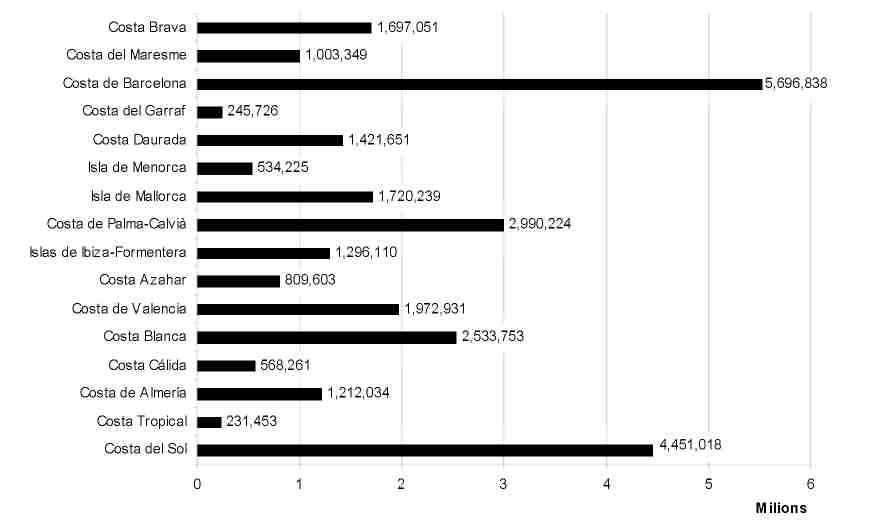 Costa Brava 1,697,051
Costa del Maresme 1,003,349
Costa de Barcelona 5,696,838
Costa del Garraf 245,726
Costa Daurada 1,421,651
Isla de Menorca 534,225
Isla de Mallorca 1,720,239
Costa de Palma-Calvià 2,990,224
Islas de Ibiza-Formentera 1,296,110
Costa Azahar 809,603
Costa de Valencia 1,972,931
Costa Blanca 2,533,753
Costa Cálida 568,261
Costa de Almería 1,212,034
Costa Tropical 231,453
Costa del Sol 4,451,018
0 1 2 3 4 5 6
Milions